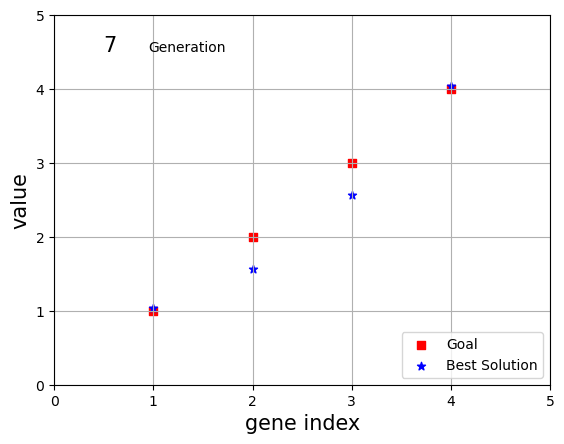 5
7 Generation
4
3
value
2
1
Goal
Best Solution
0
0 1 2 3 4 5
gene index